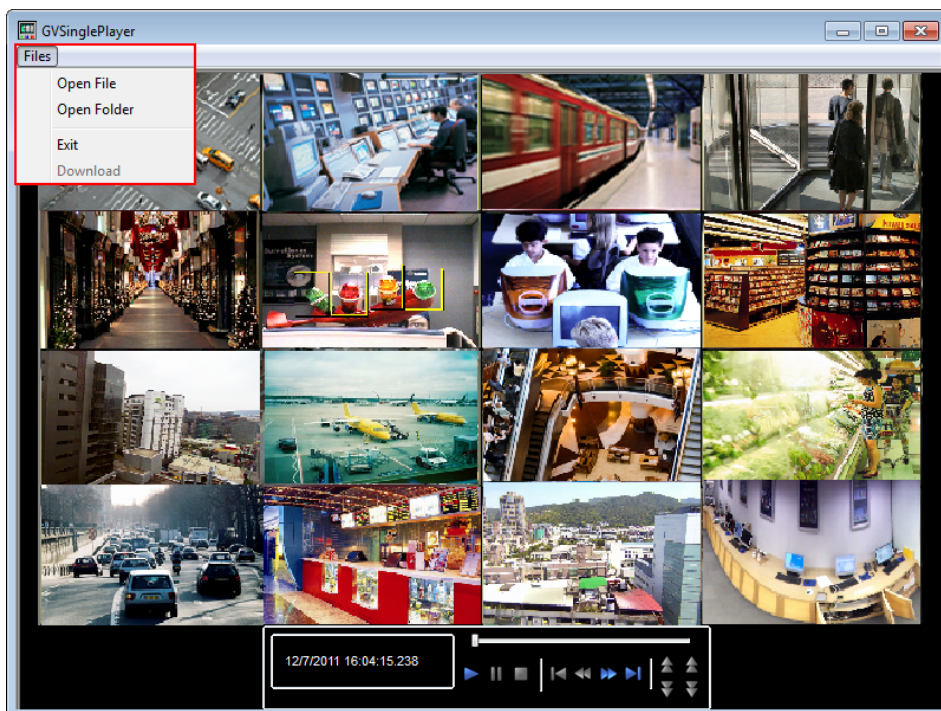 GVSinglePlayer
Files
Open File
Open Folder
Exit
Download
12/7/2011 16:04:15.238